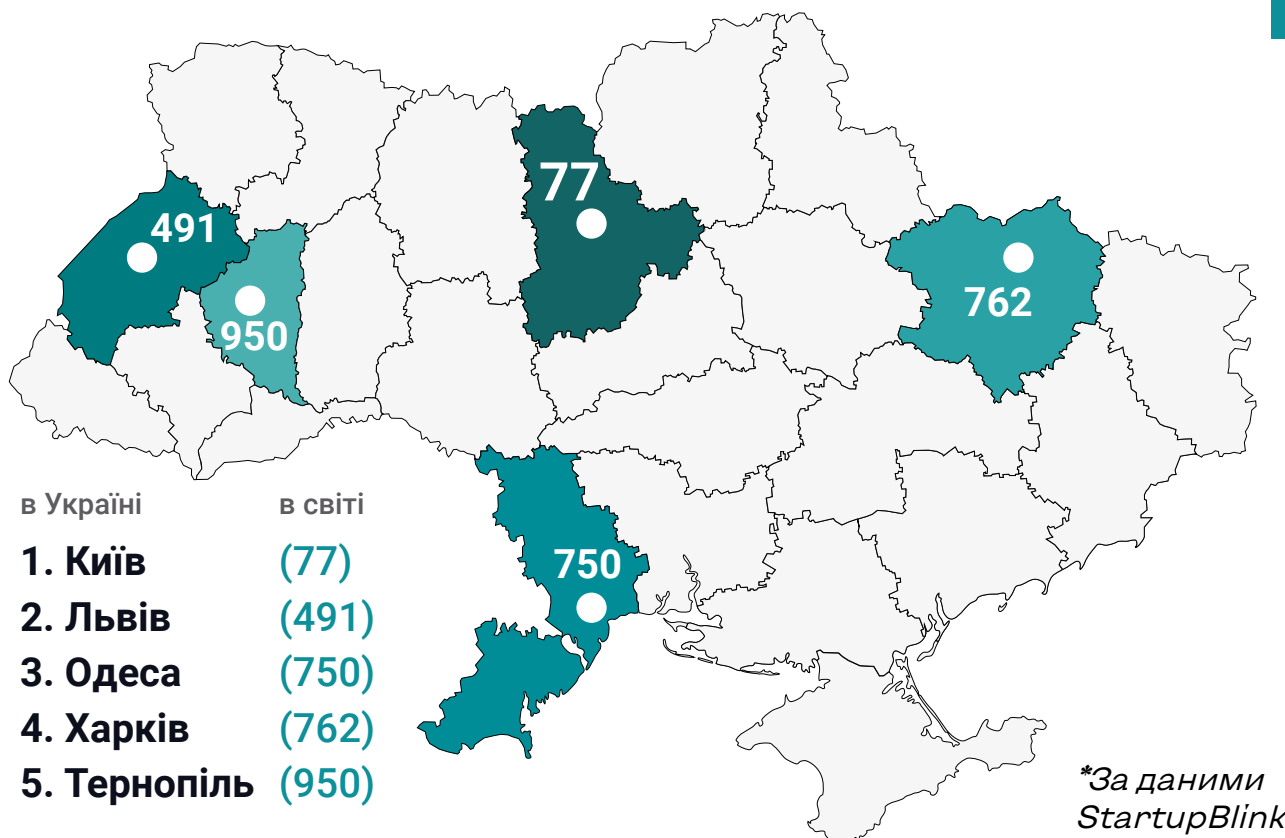 77
491
762
950
750
в Україні в світі
1. Київ (77)
2. Львів (491)
3. Одеса (750)
4. Харків (762)
5. Тернопіль (950)
*За даними
StartupBlink